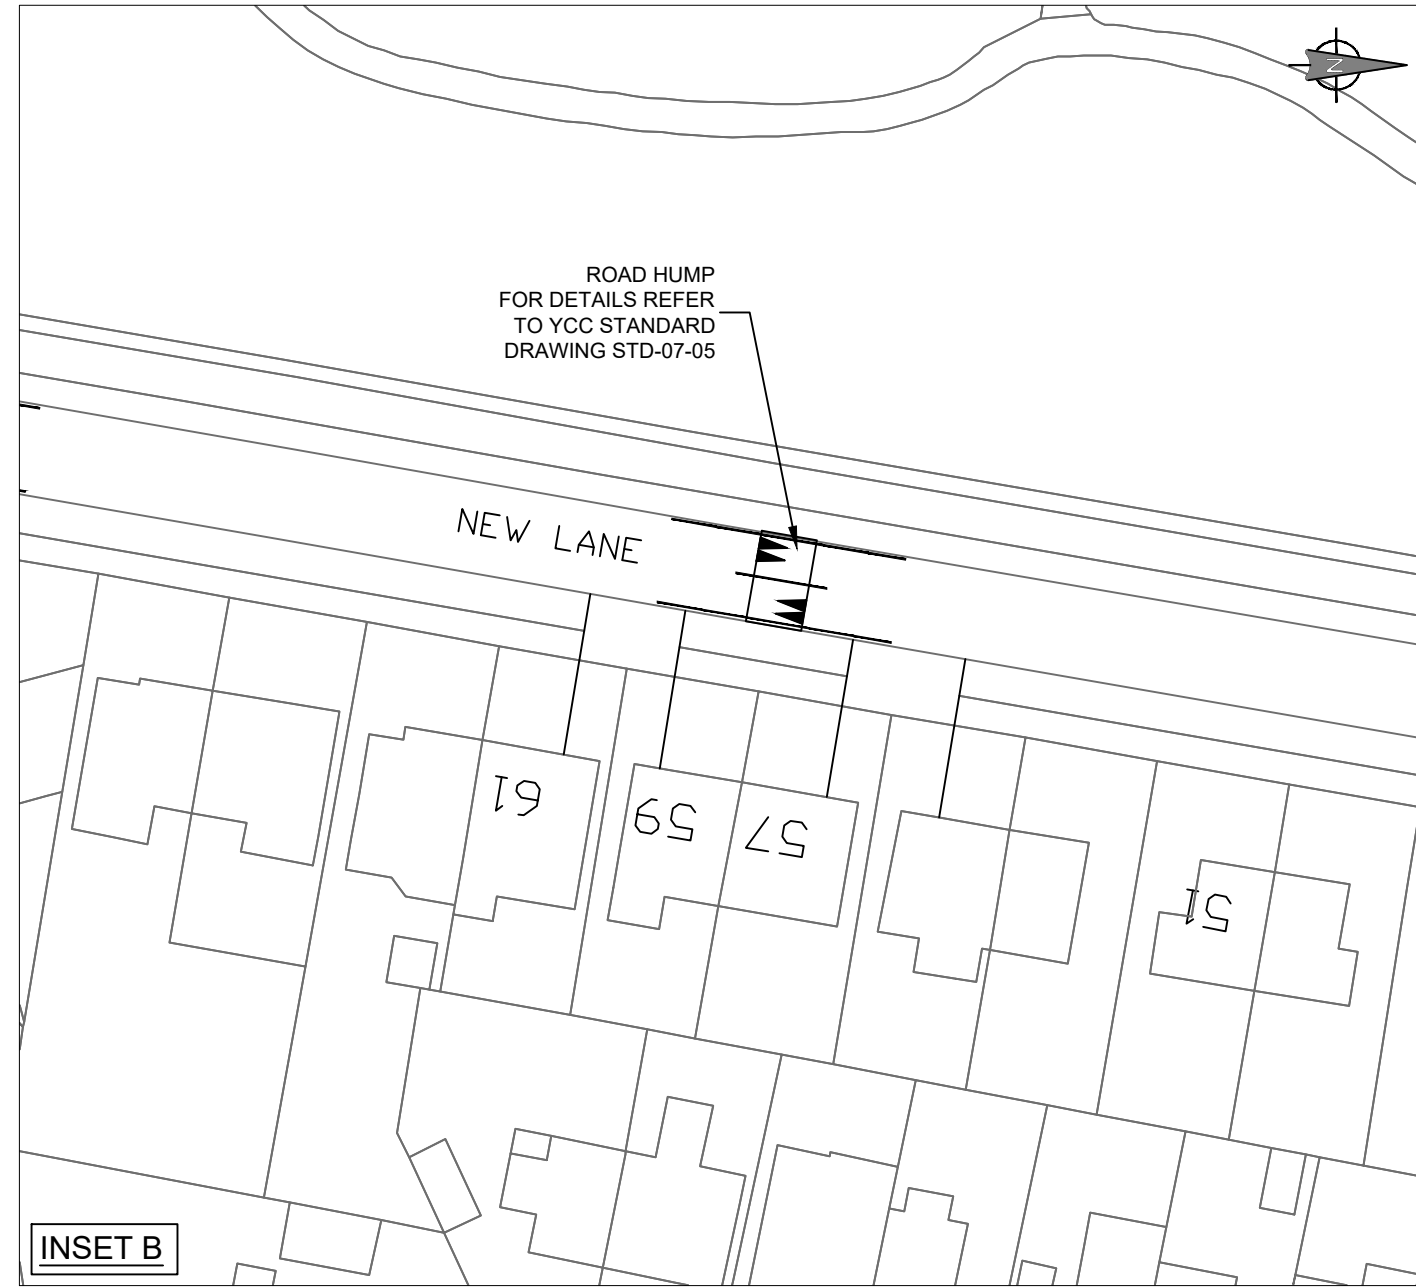 N
ROAD HUMP
FOR DETAILS REFER
TO YCC STANDARD
DRAWING STD-07-05
NEW LANE
61
59
57
51
INSET B